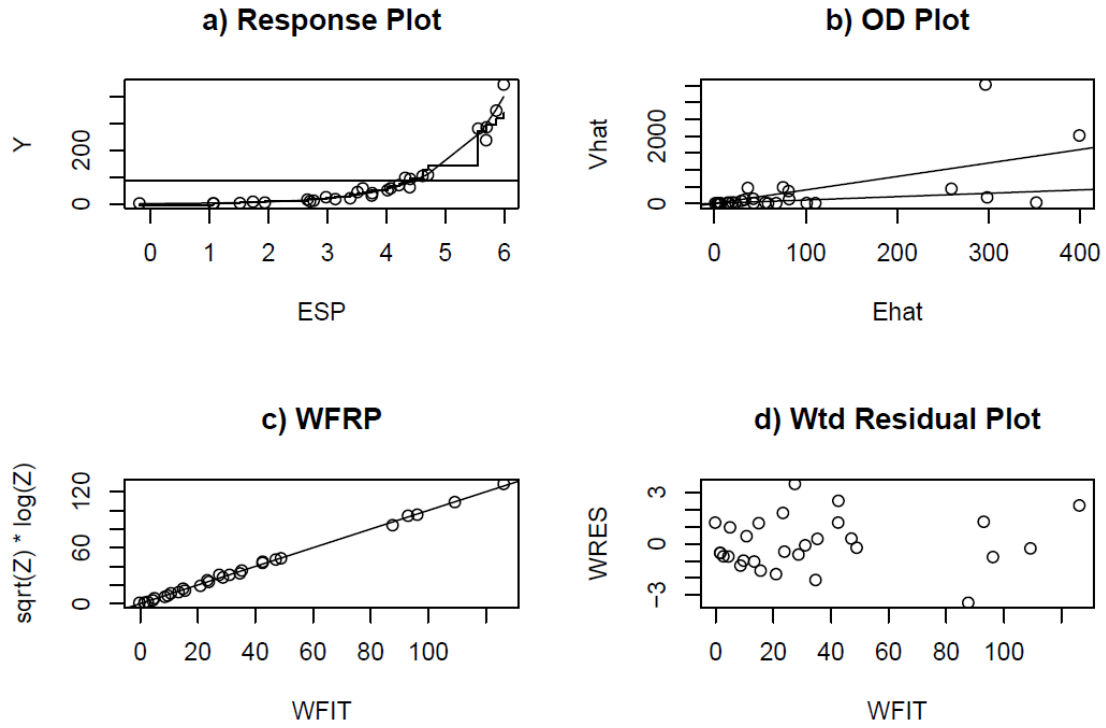 a) Response Plot
Y
0 200
0 1 2 3 4 5 6
ESP
b) OD Plot
Vhat
0 2000
0 100 200 300 400
Ehat
c) WFRP
sqrt(Z) * log(Z)
0 60 120
0 20 40 60 80 100
WFIT
d) Wtd Residual Plot
WRES
−3 0 3
0 20 40 60 80 100
WFIT